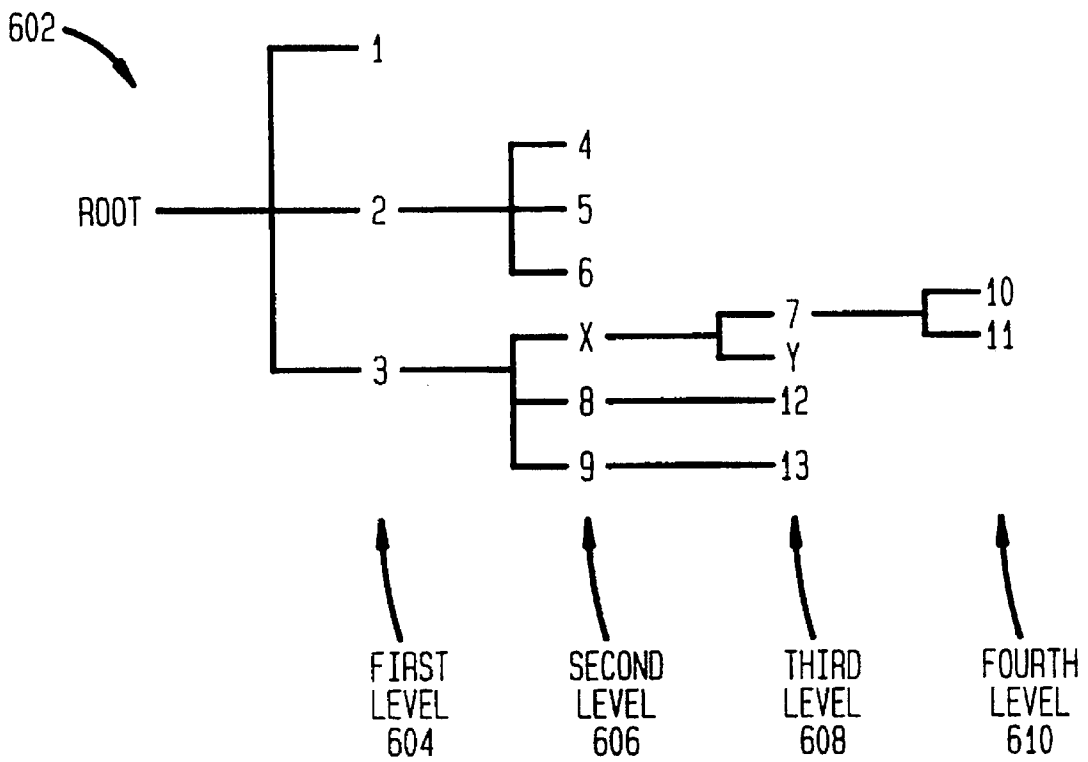 602
1
4
ROOT
2
5
6
X
7
10
11
3
Y
8
12
9
13
FIRST
LEVEL
604
SECOND
LEVEL
606
THIRD
LEVEL
608
FOURTH
LEVEL
610